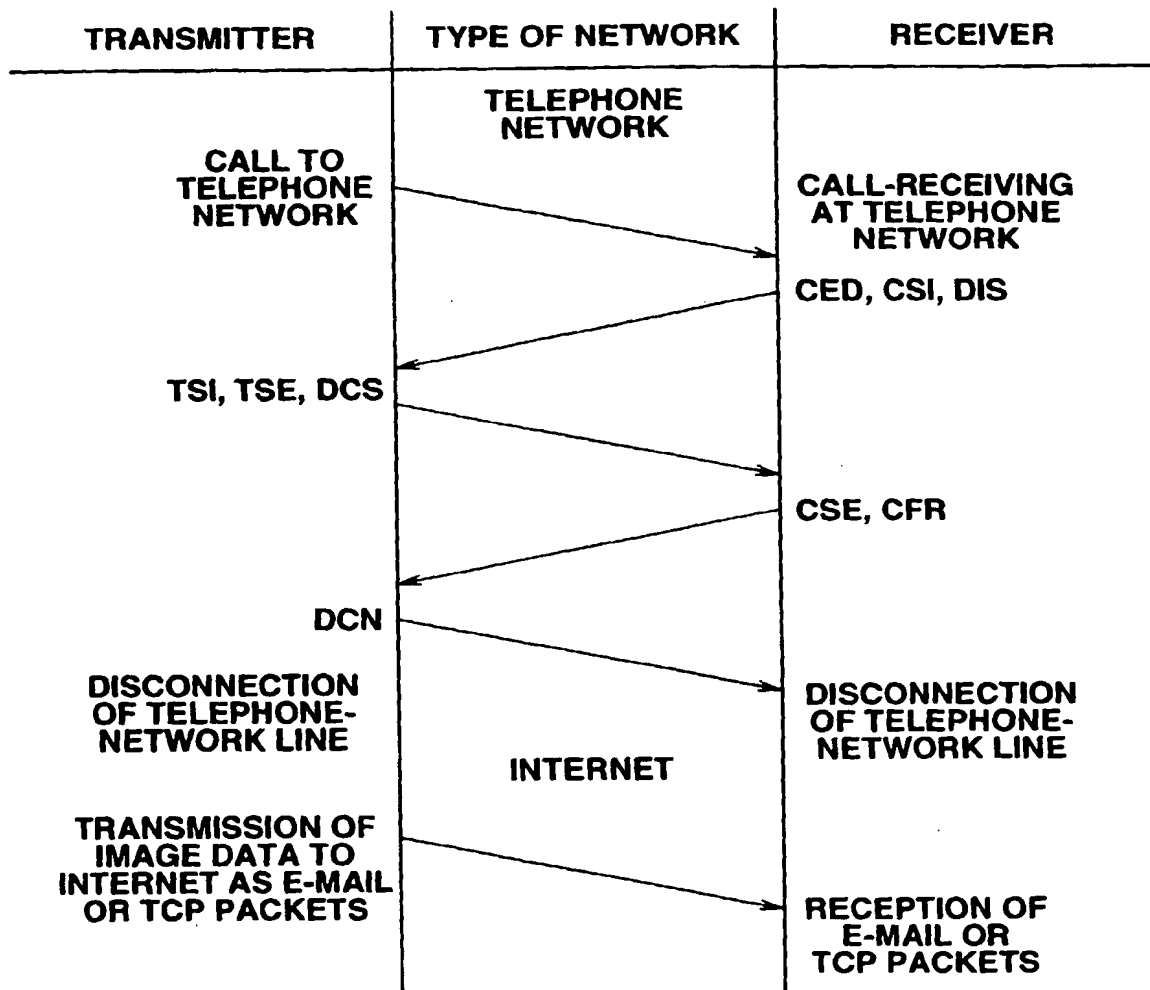 TRANSMITTER
TYPE OF NETWORK
RECEIVER
TELEPHONE
NETWORK
CALL TO
TELEPHONE
NETWORK
CALL-RECEIVING
AT TELEPHONE
NETWORK
CED, CSI, DIS
TSI, TSE, DCS
CSE, CFR
DCN
DISCONNECTION
OF TELEPHONE-
NETWORK LINE
DISCONNECTION
OF TELEPHONE-
NETWORK LINE
INTERNET
TRANSMISSION OF
IMAGE DATA TO
INTERNET AS E-MAIL
OR TCP PACKETS
RECEPTION OF
E-MAIL OR
TCP PACKETS